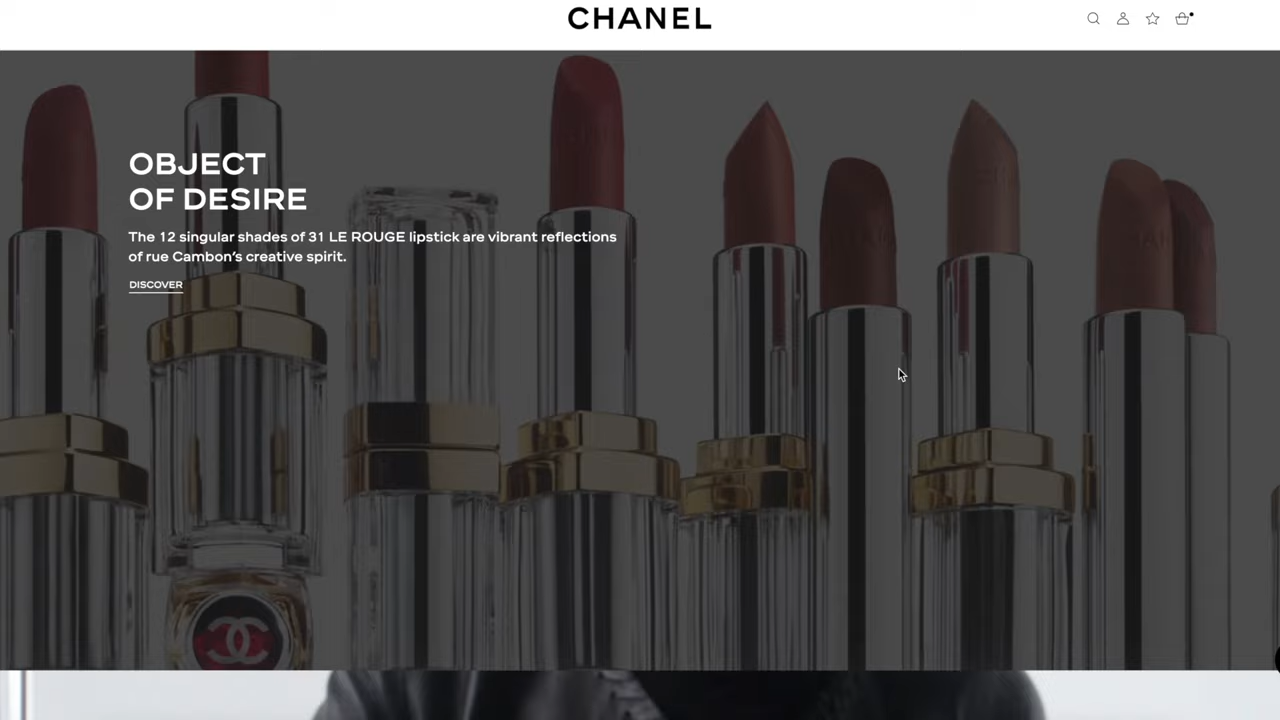 CHANEL
OBJECT
OF DESIRE
The 12 singular shades of 31 LE ROUGE lipstick are vibrant reflections
of rue Cambon's creative spirit.
DISCOVER